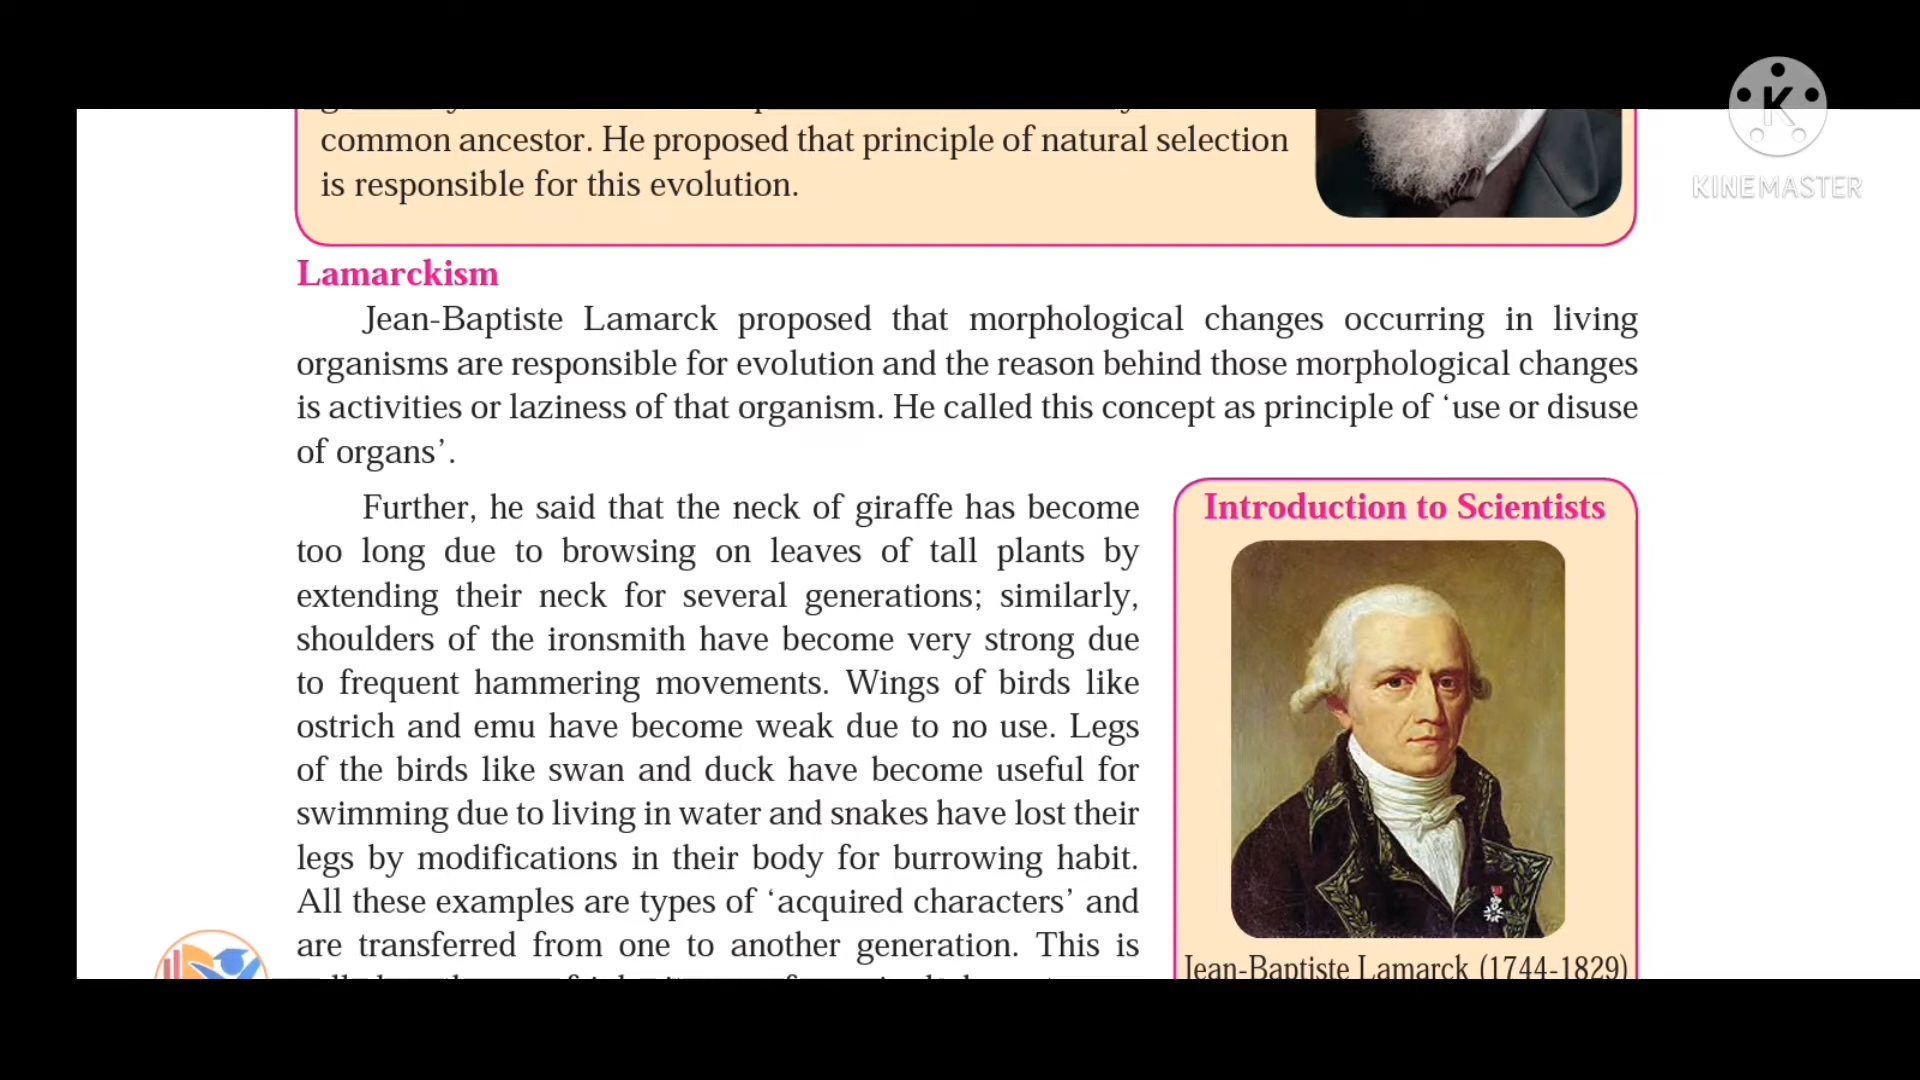 common ancestor. He proposed that principle of natural selection
is responsible for this evolution.
KINEMASTER
Lamarckism
Jean-Baptiste Lamarck proposed that morphological changes occurring in living
organisms are responsible for evolution and the reason behind those morphological changes
is activities or laziness of that organism. He called this concept as principle of ‘use or disuse
of organs’.
Further, he said that the neck of giraffe has become
too long due to browsing on leaves of tall plants by
extending their neck for several generations; similarly,
shoulders of the ironsmith have become very strong due
to frequent hammering movements. Wings of birds like
ostrich and emu have become weak due to no use. Legs
of the birds like swan and duck have become useful for
swimming due to living in water and snakes have lost their
legs by modifications in their body for burrowing habit.
All these examples are types of ‘acquired characters’ and
are transferred from one to another generation. This is
Introduction to Scientists
Jean-Baptiste Lamarck (1744-1829)